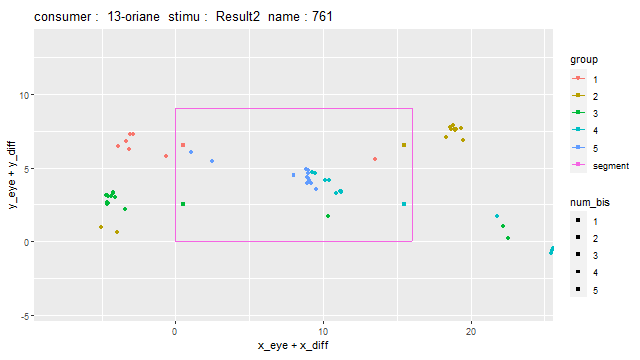 consumer :  13-oriane  stimu :  Result2  name : 761
y_eye + y_diff
10
5
0
-5
0
10
20
x_eye + x_diff
group
1
2
3
4
5
segment
num_bis
1
2
3
4
5